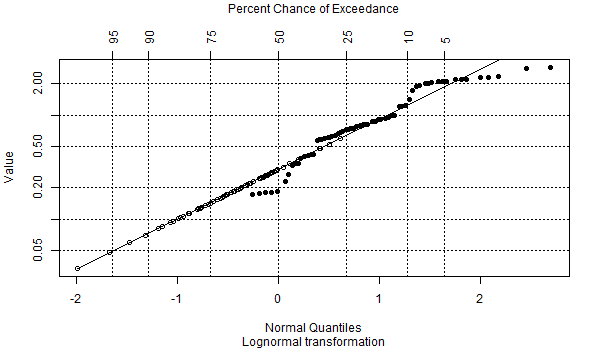 Percent Chance of Exceedance
95 90 75 50 25 10 5
2.00
0.50
0.20
0.05
Value
-2 -1 0 1 2
Normal Quantiles
Lognormal transformation